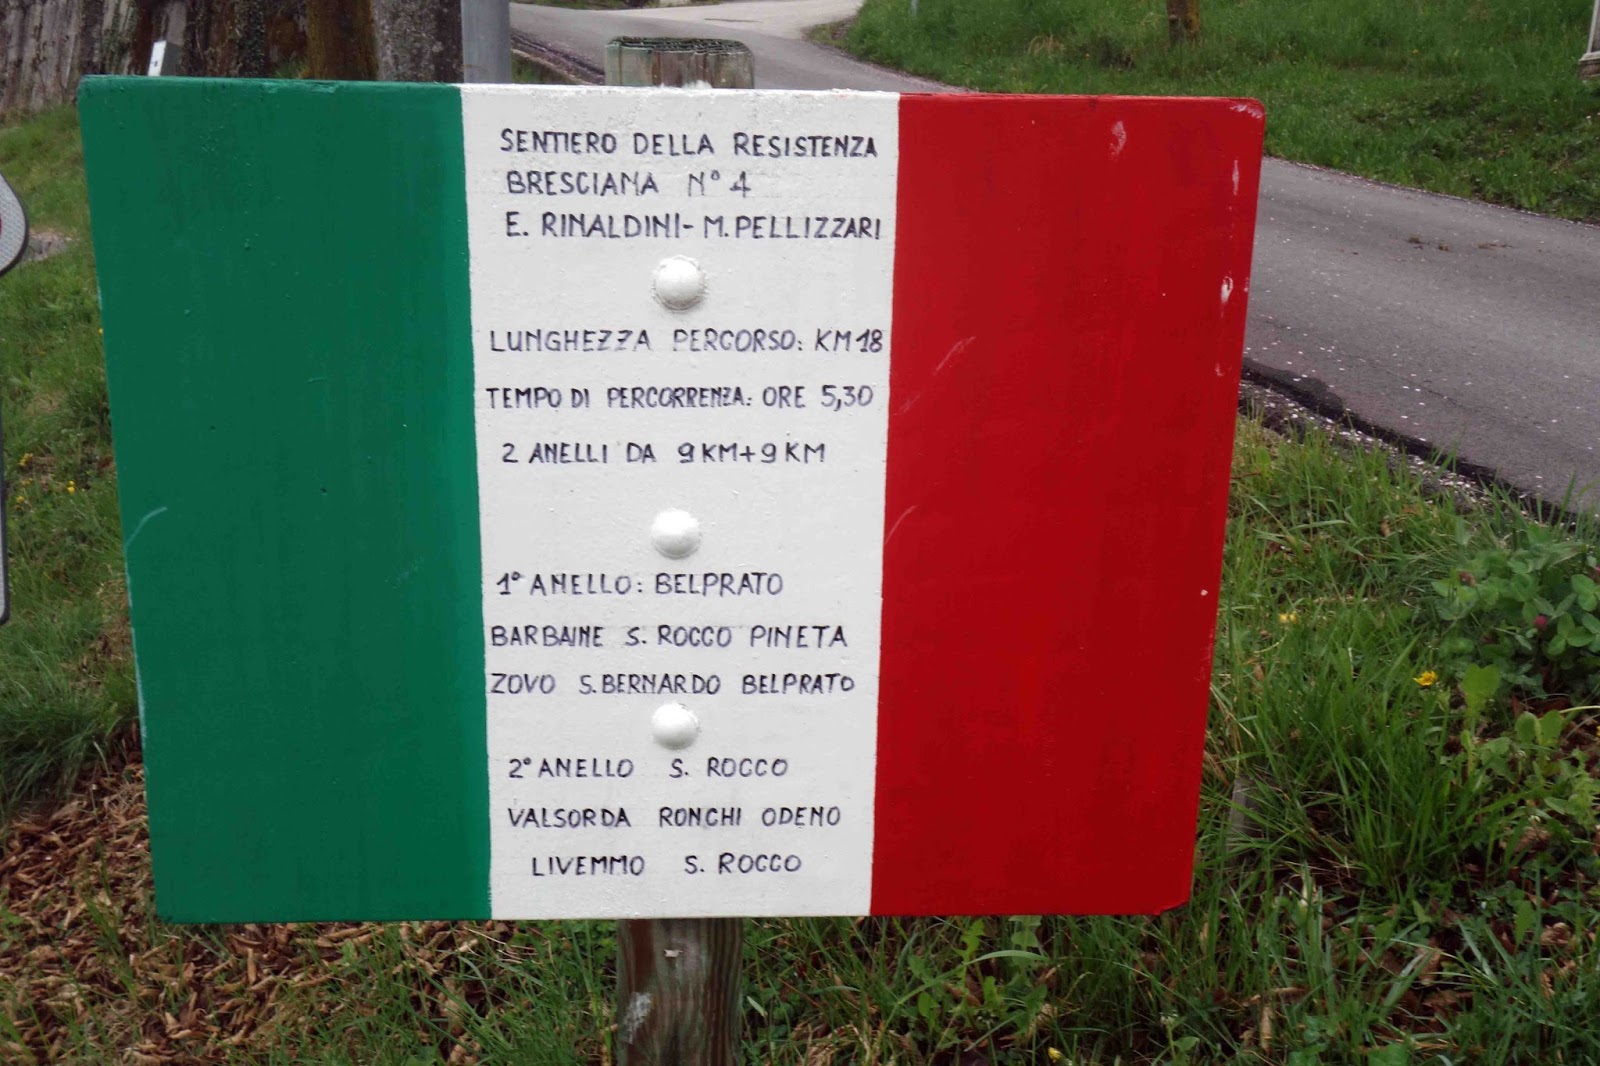 SENTIERO DELLA RESISTENZA
BRESCIANA N° 4
E. RINALDINI-M. PELLIZZARI
LUNGHEZZA PERCORSO: KM 18
TEMPO DI PERCORRENZA: ORE 5,30
2 ANELLI DA 9 KM+9 KM
1° ANELLO: BELPRATO
BARBAINE S. ROCCO PINETA
ZOVO S. BERNARDO BELPRATO
2° ANELLO S. ROCCO
VALSORDA RONCHI ODENO
LIVEMMO S. ROCCO